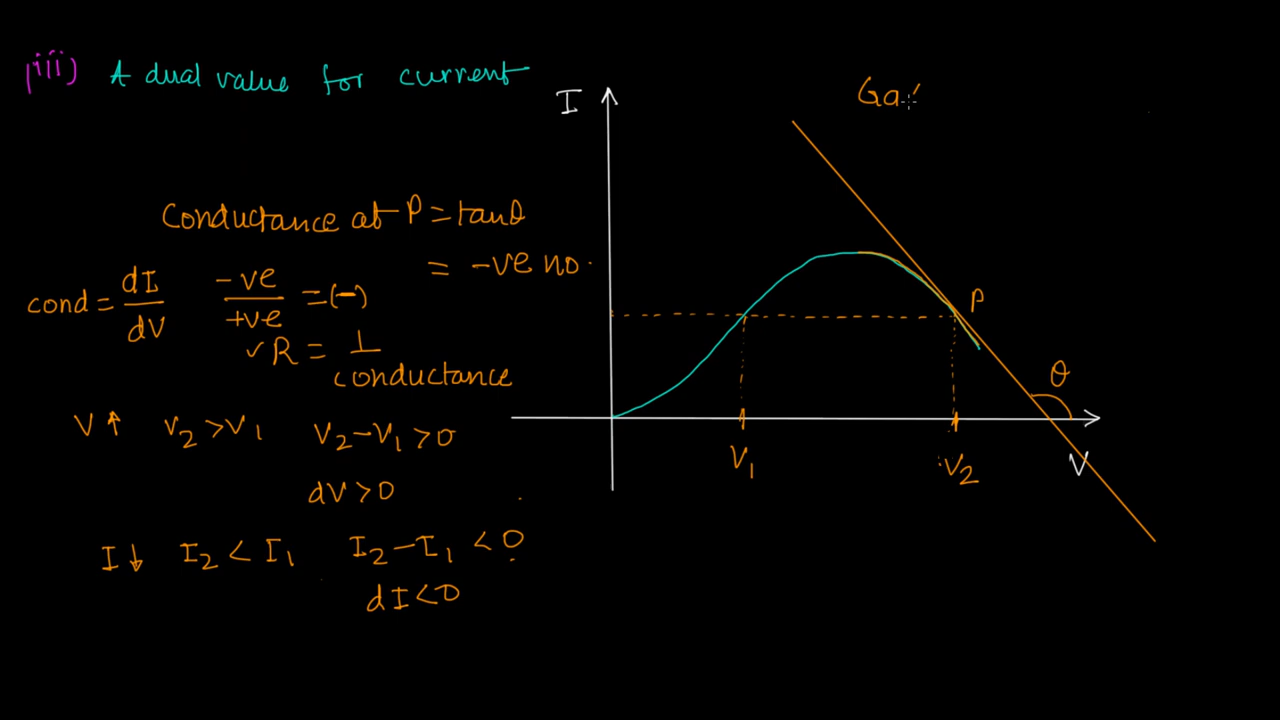 (iii) A dual value for current
I
Ga
Conductance at P = tanθ
= -ve no.
cond = dI/dV -ve/+ve = (-)
√R = 1/conductance
P
θ
V↑ V₂ > V₁ V₂ - V₁ > 0
V₁
V₂
V
dV > 0
I↓ I₂ < I₁ I₂ - I₁ < 0
dI < 0